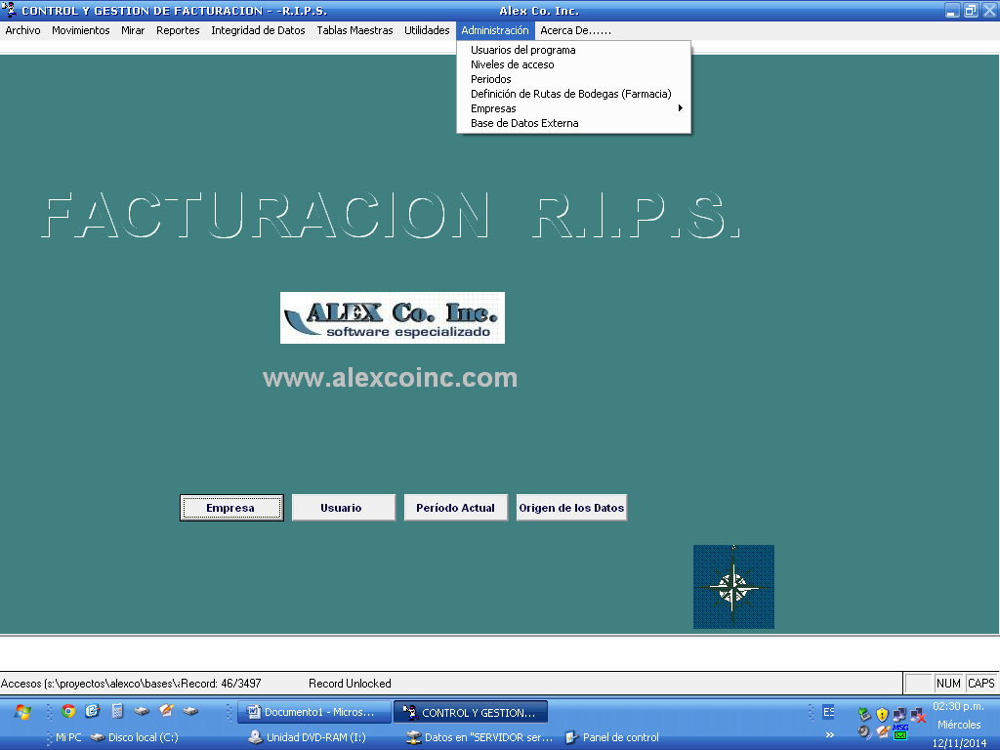 CONTROL Y GESTION DE FACTURACION - -R.I.P.S. Alex Co. Inc.
Archivo Movimientos Mirar Reportes Integridad de Datos Tablas Maestras Utilidades Administración Acerca De......
Usuarios del programa
Niveles de acceso
Periodos
Definición de Rutas de Bodegas (Farmacia)
Empresas
Base de Datos Externa
FACTURACION R.I.P.S.
ALEX Co. Inc.
software especializado
www.alexcoinc.com
Empresa Usuario Período Actual Origen de los Datos
Accesos (s:\proyectos\alexco\bases\ Record: 46/3497 Record Unlocked NUM CAPS
Documento1 - Micros... CONTROL Y GESTION... ES MSG 02:30 p.m.
Miércoles
Mi PC Disco local (C:) Unidad DVD-RAM (I:) Datos en "SERVIDOR ser... Panel de control » 12/11/2014